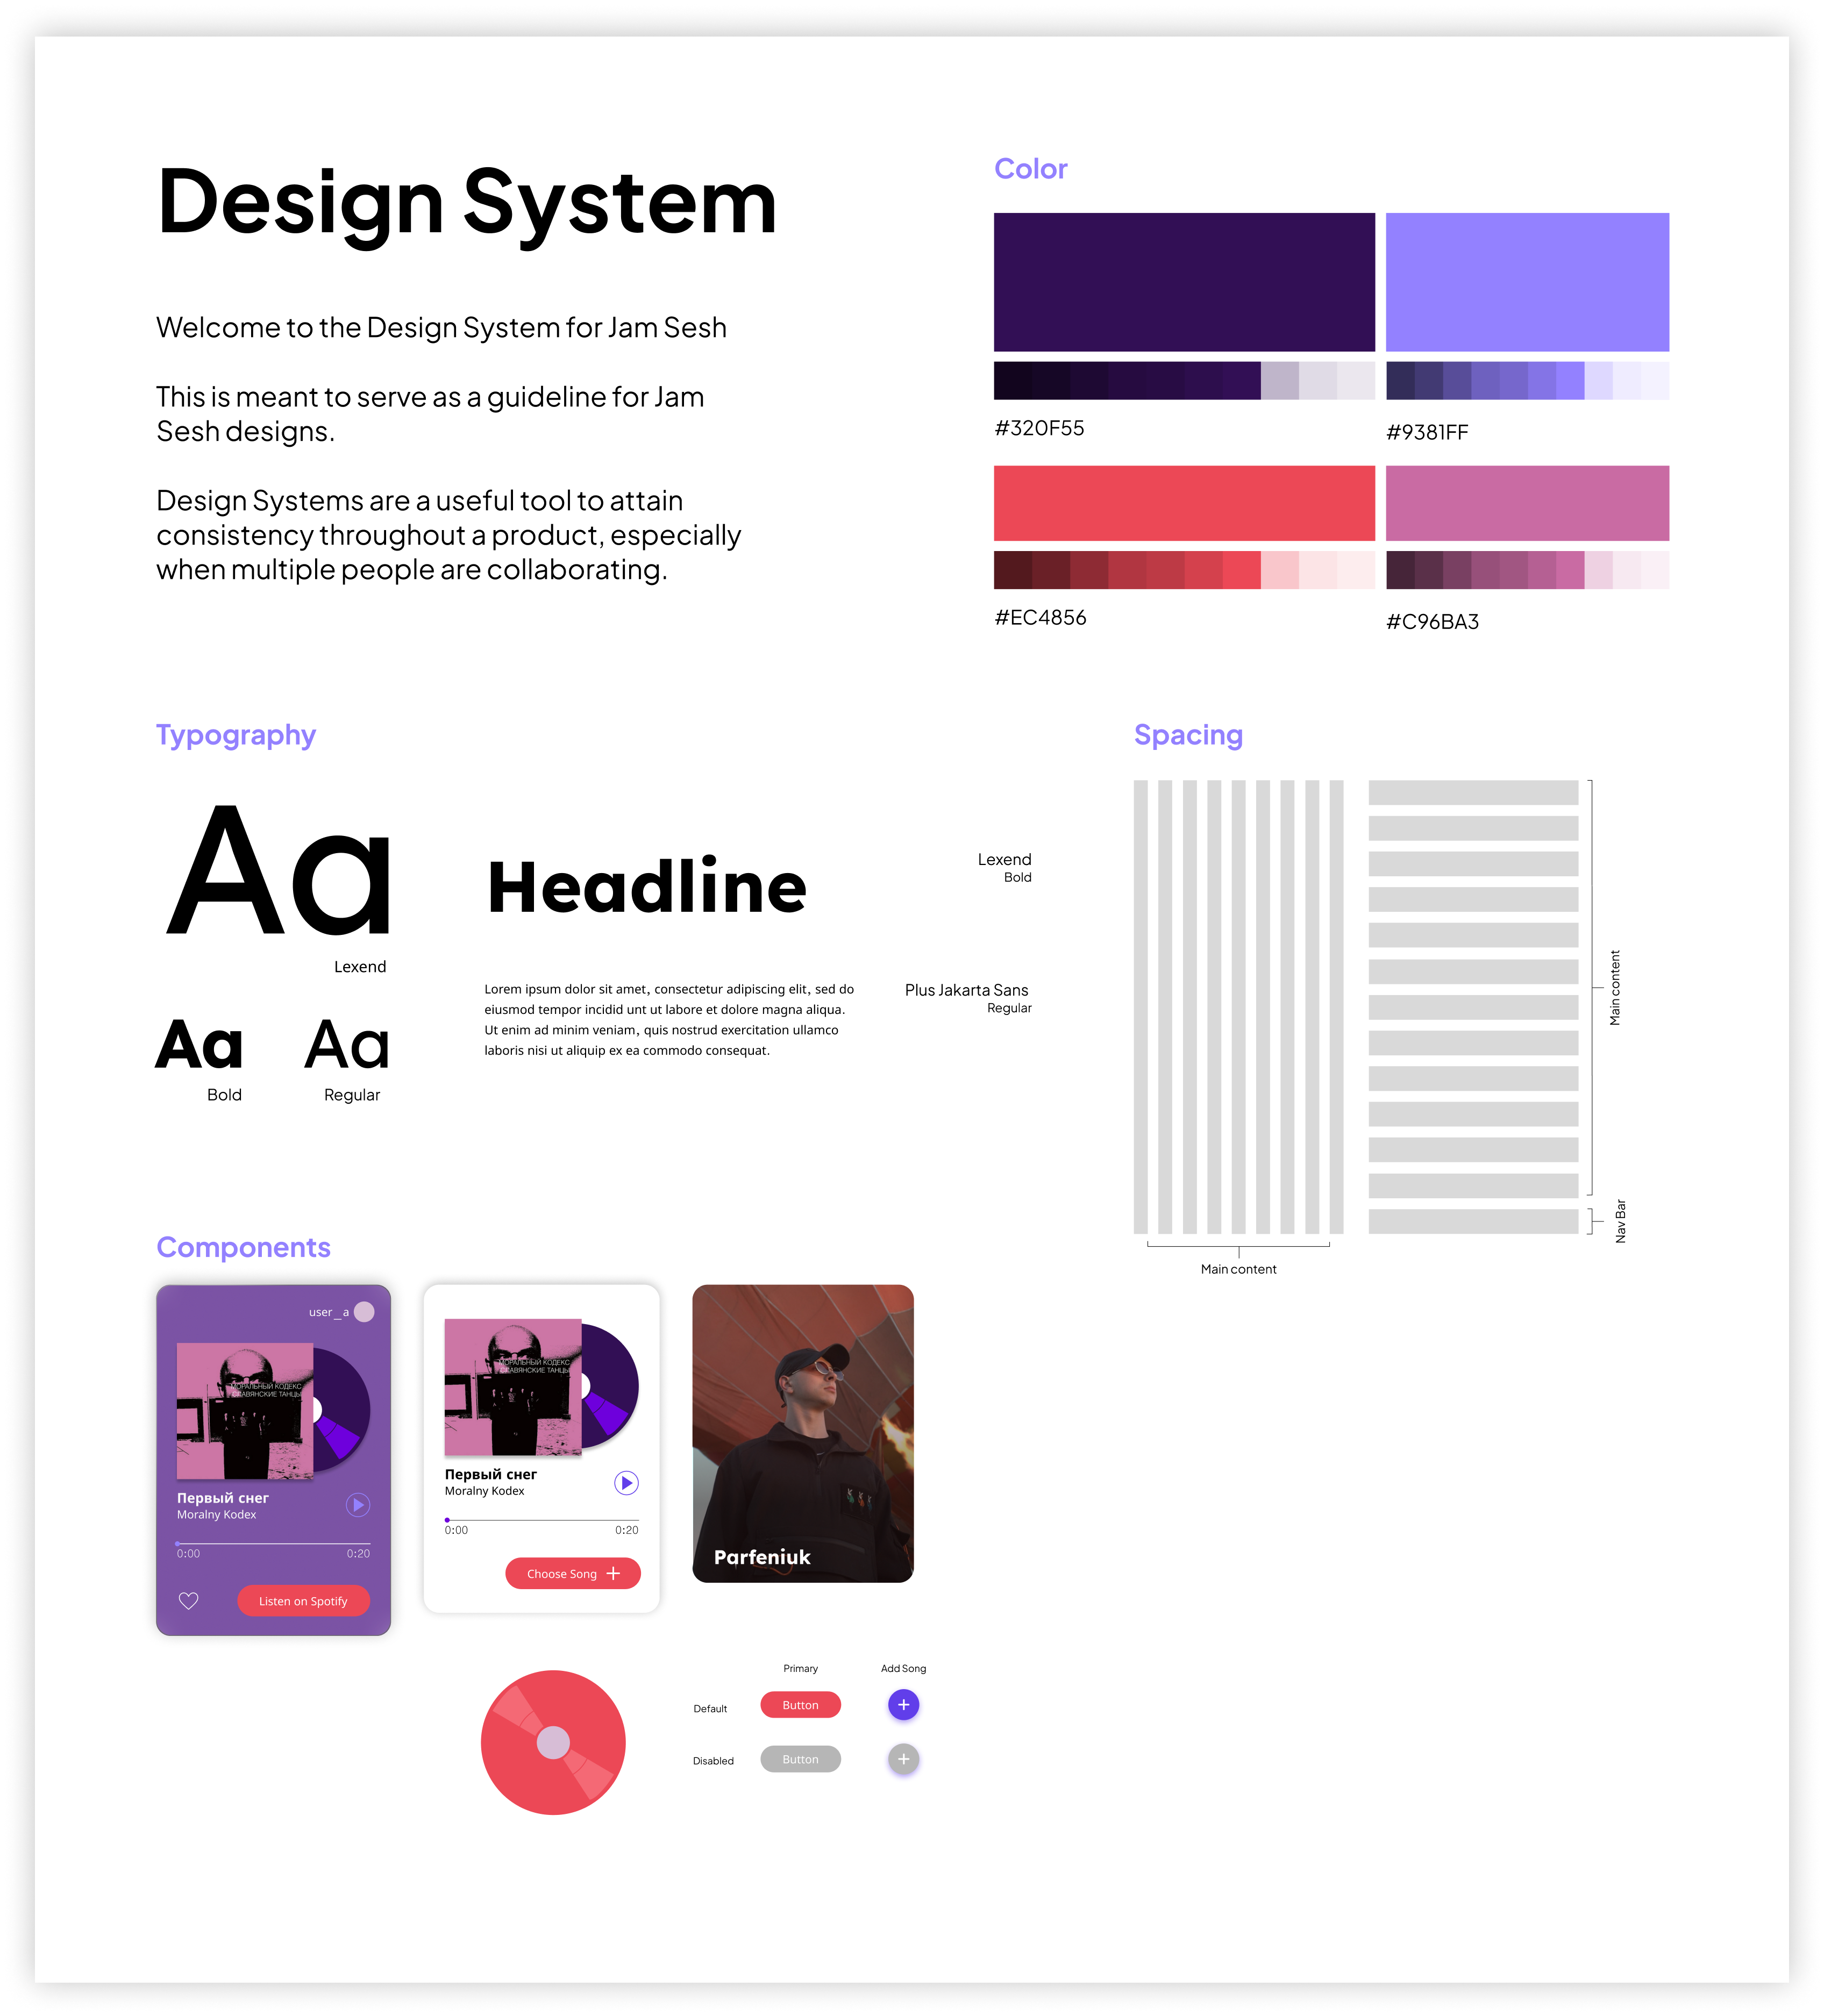 Design System
Welcome to the Design System for Jam Sesh
This is meant to serve as a guideline for Jam
Sesh designs.
Design Systems are a useful tool to attain
consistency throughout a product, especially
when multiple people are collaborating.
Color
#320F55
#9381FF
#EC4856
#C96BA3
Typography
Aa
Lexend
Aa
Bold
Aa
Regular
Headline
Lexend
Bold
Lorem ipsum dolor sit amet, consectetur adipiscing elit, sed do
eiusmod tempor incidid unt ut labore et dolore magna aliqua.
Ut enim ad minim veniam, quis nostrud exercitation ullamco
laboris nisi ut aliquip ex ea commodo consequat.
Plus Jakarta Sans
Regular
Spacing
Main content
Nav Bar
Main content
Components
user_a
МОРАЛЬНЫЙ КОДЕКС
СЛАВЯНСКИЕ ТАНЦЫ
Первый снег
Moralny Kodex
0:00
0:20
Listen on Spotify
МОРАЛЬНЫЙ КОДЕКС
СЛАВЯНСКИЕ ТАНЦЫ
Первый снег
Moralny Kodex
0:00
0:20
Choose Song +
Parfeniuk
Primary
Add Song
Default
Button
+
Disabled
Button
+